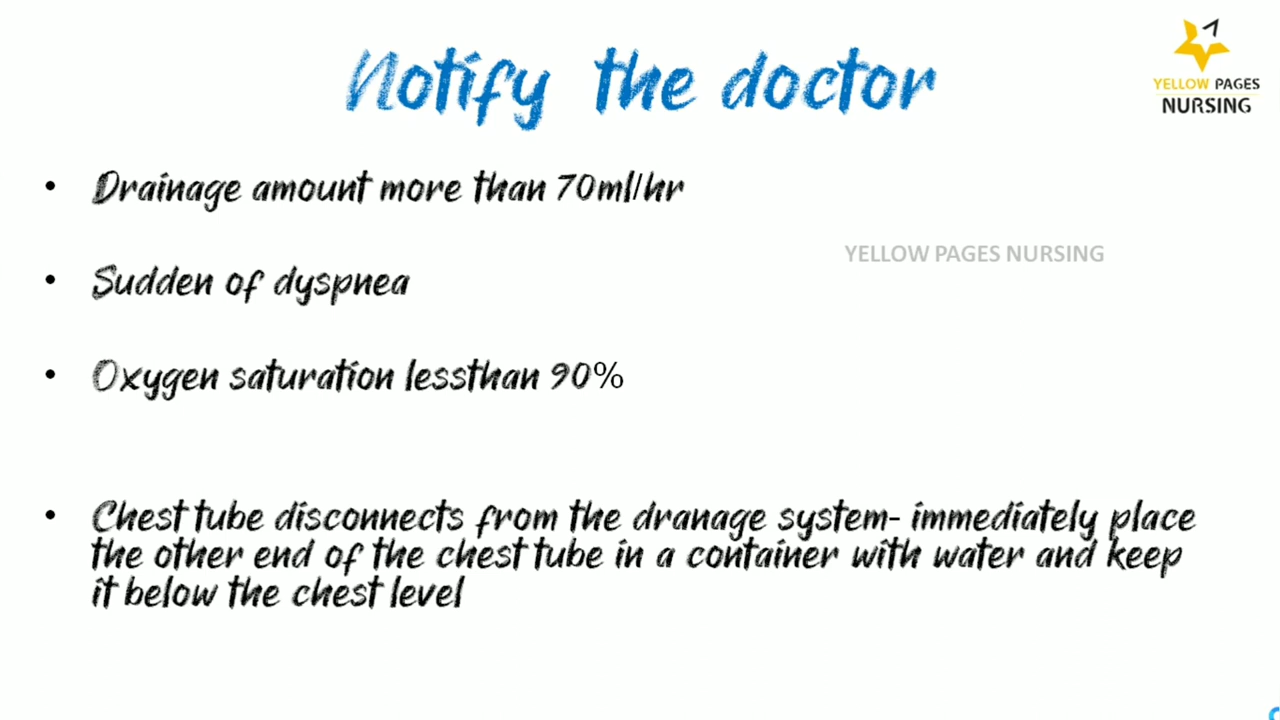 Notify the doctor
YELLOW PAGES
NURSING
• Drainage amount more than 70ml/hr
YELLOW PAGES NURSING
• Sudden of dyspnea
• Oxygen saturation lessthan 90%
• Chest tube disconnects from the dranage system- immediately place
the other end of the chest tube in a container with water and keep
it below the chest level